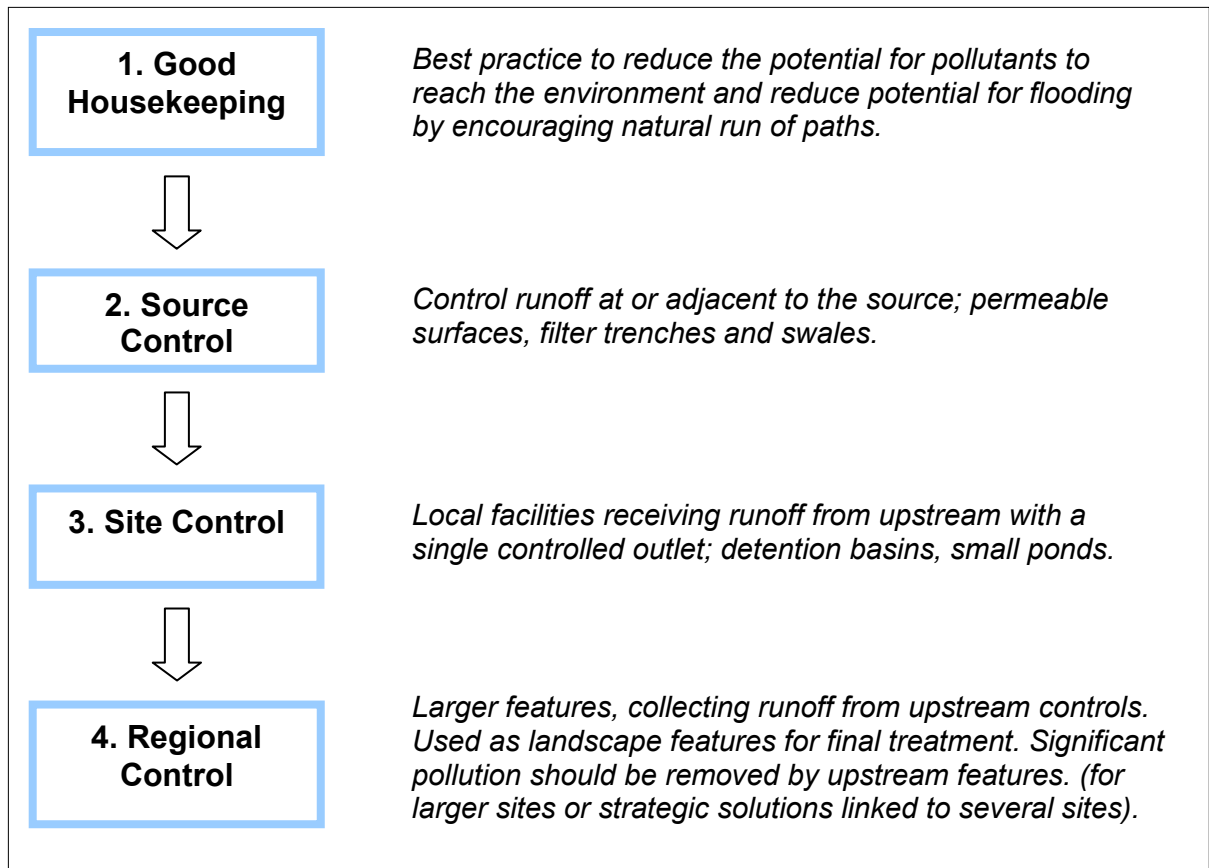 1. Good
Housekeeping
Best practice to reduce the potential for pollutants to
reach the environment and reduce potential for flooding
by encouraging natural run of paths.
2. Source
Control
Control runoff at or adjacent to the source; permeable
surfaces, filter trenches and swales.
3. Site Control
Local facilities receiving runoff from upstream with a
single controlled outlet; detention basins, small ponds.
4. Regional
Control
Larger features, collecting runoff from upstream controls.
Used as landscape features for final treatment. Significant
pollution should be removed by upstream features. (for
larger sites or strategic solutions linked to several sites).